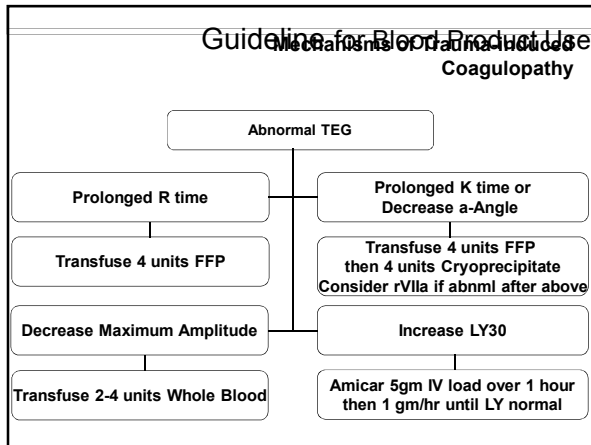 Guideline for Blood Product Use
Mechanisms of Trauma-induced
Coagulopathy
Abnormal TEG
Prolonged R time
Prolonged K time or
Decrease a-Angle
Transfuse 4 units FFP
Transfuse 4 units FFP
then 4 units Cryoprecipitate
Consider rVIIa if abnml after above
Decrease Maximum Amplitude
Increase LY30
Transfuse 2-4 units Whole Blood
Amicar 5gm IV load over 1 hour
then 1 gm/hr until LY normal